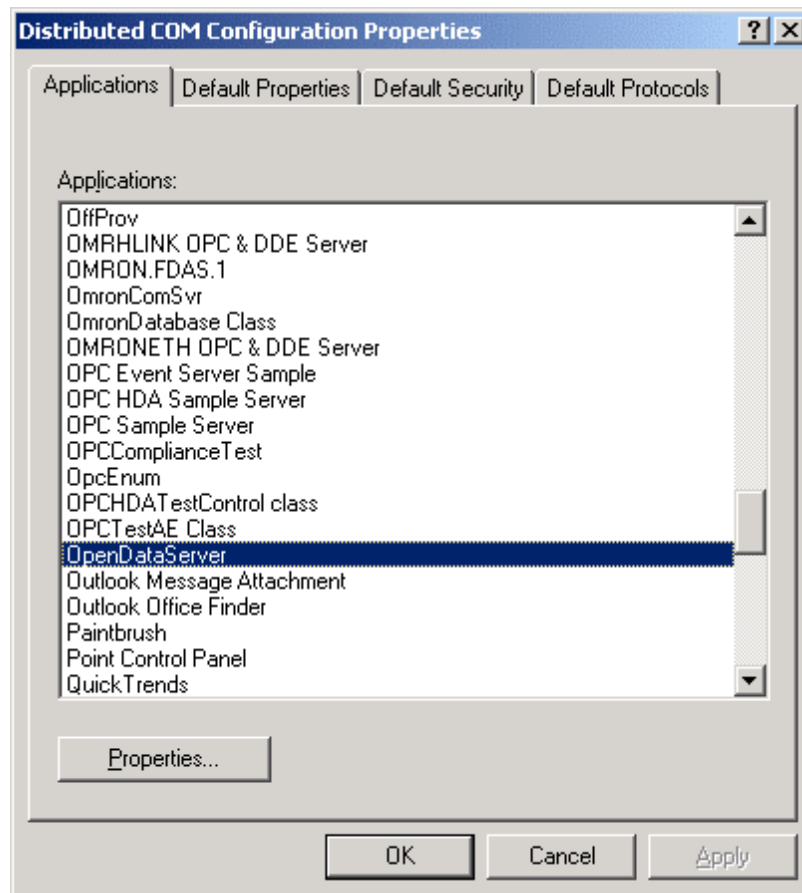 Distributed COM Configuration Properties
Applications Default Properties Default Security Default Protocols
Applications:
OffProv
OMRHLINK OPC & DDE Server
OMRON.FDAS.1
OmronComSvr
OmronDatabase Class
OMRONETH OPC & DDE Server
OPC Event Server Sample
OPC HDA Sample Server
OPC Sample Server
OPCComplianceTest
OpcEnum
OPCHDATestControl class
OPCTestAE Class
OpenDataServer
Outlook Message Attachment
Outlook Office Finder
Paintbrush
Point Control Panel
QuickTrends
Properties...
OK Cancel Apply